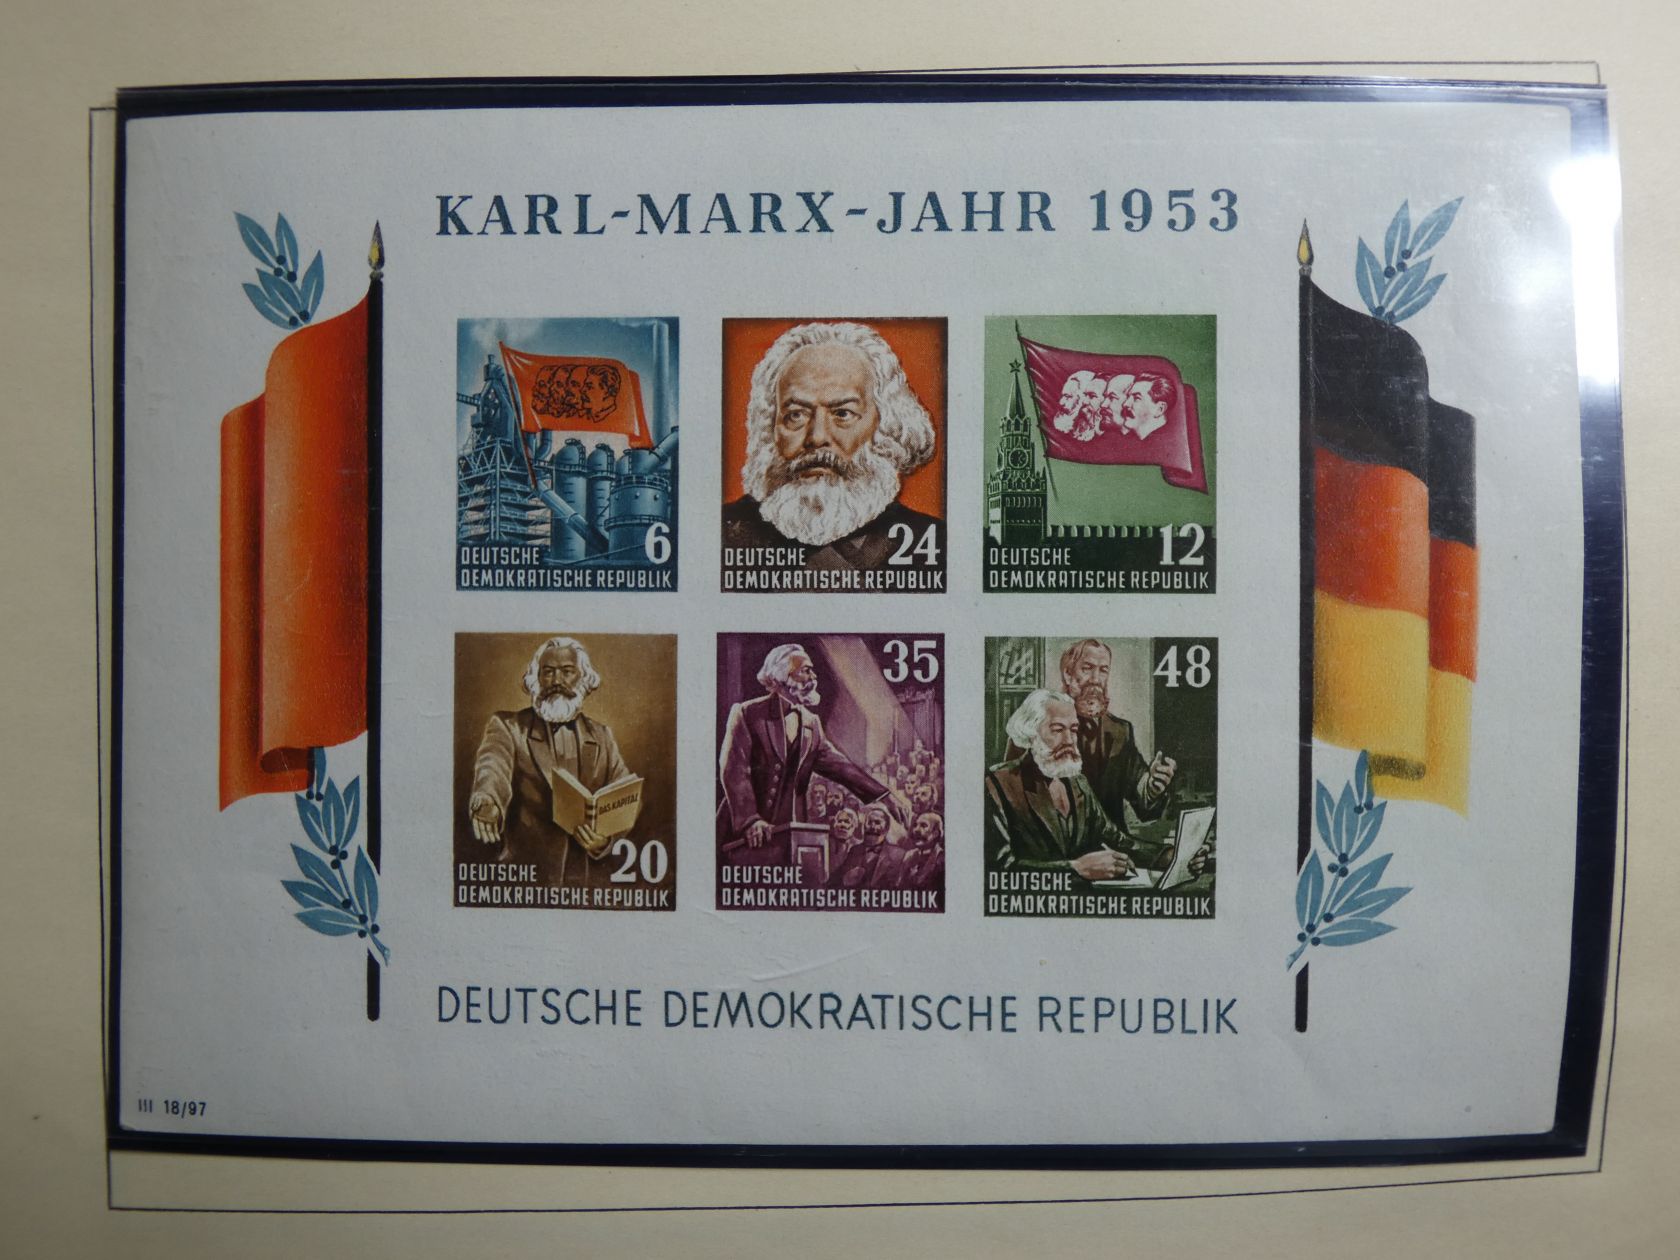 KARL-MARX-JAHR 1953
6
DEUTSCHE
DEMOKRATISCHE REPUBLIK
24
DEUTSCHE
DEMOKRATISCHE REPUBLIK
12
DEUTSCHE
DEMOKRATISCHE REPUBLIK
DAS KAPITAL
20
DEUTSCHE
DEMOKRATISCHE REPUBLIK
35
DEUTSCHE
DEMOKRATISCHE REPUBLIK
48
DEUTSCHE
DEMOKRATISCHE REPUBLIK
DEUTSCHE DEMOKRATISCHE REPUBLIK
III 18/97